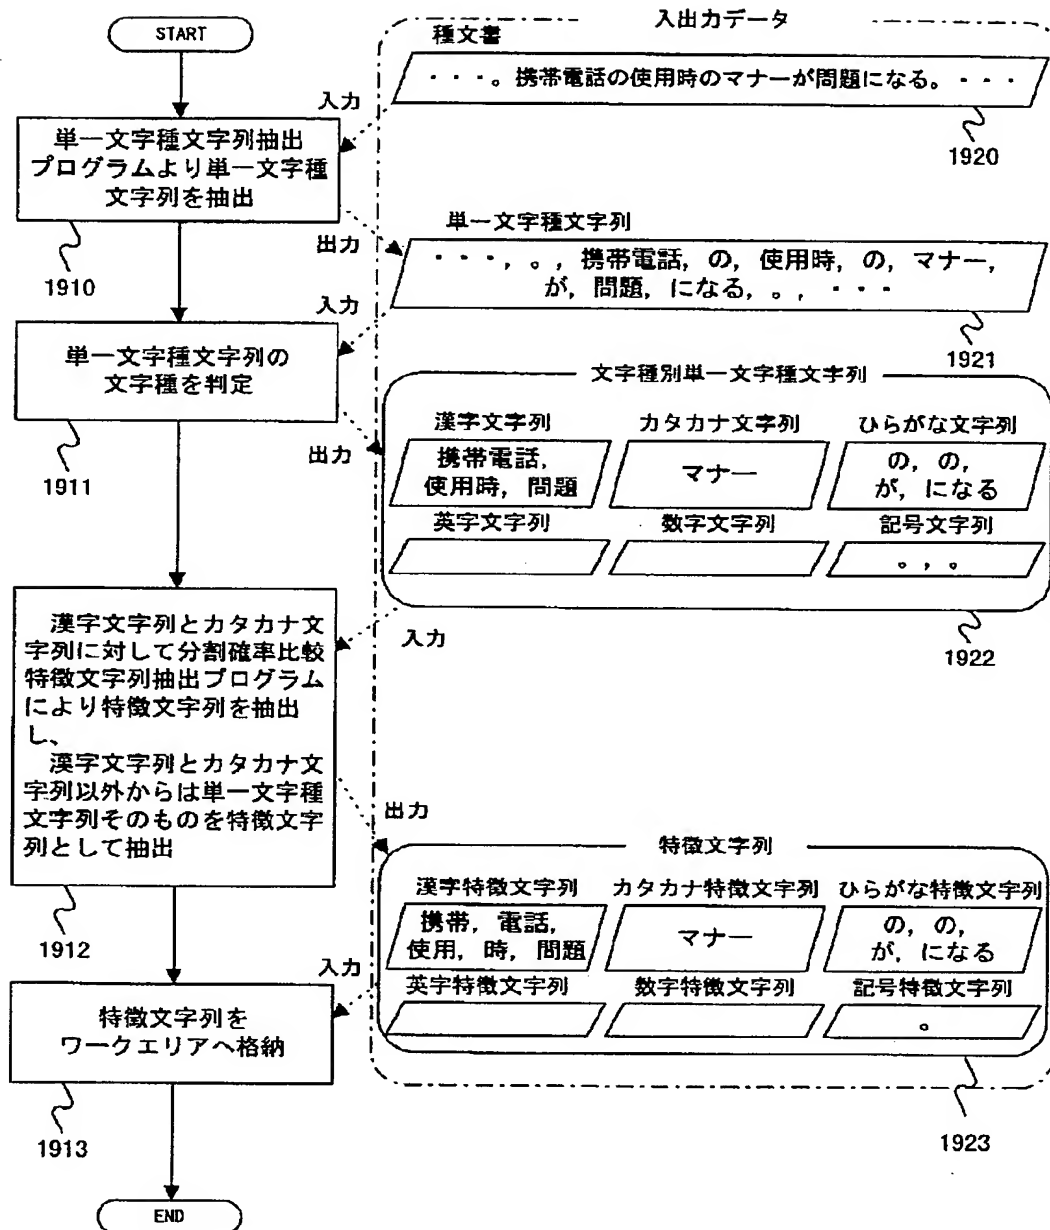 START
入出力データ
種文書
・・・。携帯電話の使用時のマナーが問題になる。・・・
1920
入力
単一文字種文字列抽出
プログラムより単一文字種
文字列を抽出
1910
出力
単一文字種文字列
・・・, 。, 携帯電話, の, 使用時, の, マナー,
が, 問題, になる, 。, ・・・
1921
入力
単一文字種文字列の
文字種を判定
1911
出力
文字種別単一文字種文字列
漢字文字列
カタカナ文字列
ひらがな文字列
携帯電話,
使用時, 問題
マナー
の, の,
が, になる
英字文字列
数字文字列
記号文字列
。, 。
1922
入力
漢字文字列とカタカナ文
字列に対して分割確率比較
特徴文字列抽出プログラム
により特徴文字列を抽出
し、
漢字文字列とカタカナ文
字列以外からは単一文字種
文字列そのものを特徴文字
列として抽出
1912
出力
特徴文字列
漢字特徴文字列
カタカナ特徴文字列
ひらがな特徴文字列
携帯, 電話,
使用, 時, 問題
マナー
の, の,
が, になる
英字特徴文字列
数字特徴文字列
記号特徴文字列
。
1923
入力
特徴文字列を
ワークエリアへ格納
1913
END